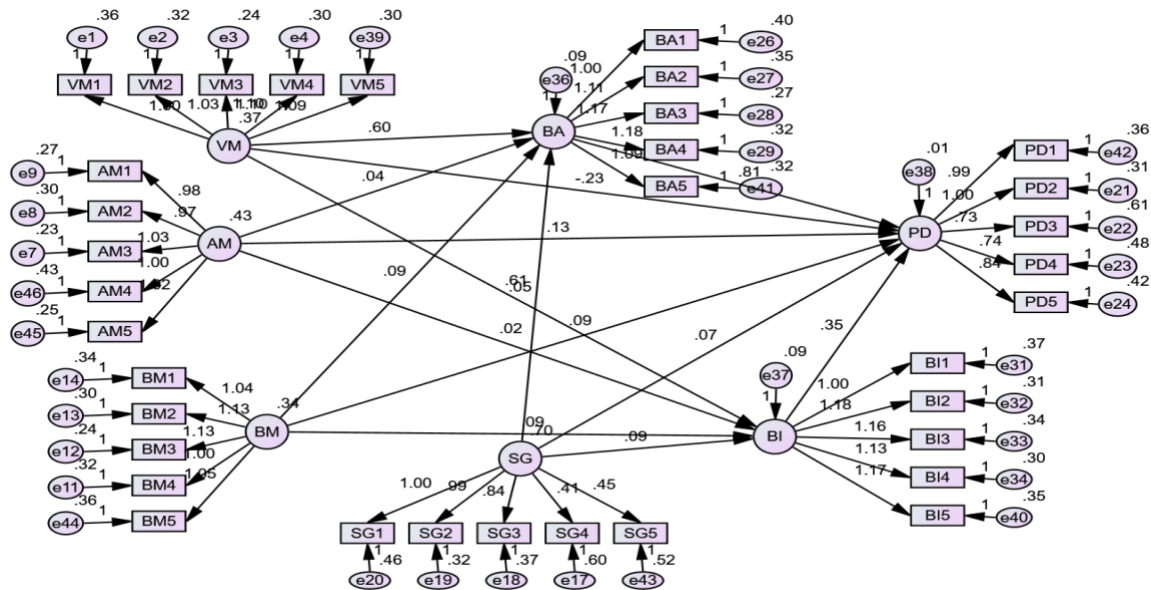 .36 .32 .24 .30 .30
e1 e2 e3 e4 e39
1 1 1 1 1
VM1 VM2 VM3 VM4 VM5
1.00 1.03 1.10 1.09
.37
VM
.60
.04
-.23
.27
e9 1 AM1
.30
e8 1 AM2
.23
e7 1 AM3
.43
e46 1 AM4
.25
e45 1 AM5
.98
.97
1.03
1.00
.43
AM
.13
.09
.61
.05
.02
.09
.34
e14 1 BM1
.30
e13 1 BM2
.24
e12 1 BM3
.32
e11 1 BM4
.36
e44 1 BM5
1.04
1.13
1.13
1.00
1.05
.34
BM
.09
.70
SG
.09
.07
1.00 .99 .84 .41 .45
SG1 SG2 SG3 SG4 SG5
1 1 1 1 1
.46 .32 .37 .60 .52
e20 e19 e18 e17 e43
.09
e36
1
BA
1.00
1.11
1.17
1.18
1.09
.81
.40
BA1 1 e26
.35
BA2 1 e27
.27
BA3 1 e28
.32
BA4 1 e29
.32
BA5 1 e41
.01
e38
1
PD
.99
1.00
.73
.74
.84
.36
PD1 1 e42
.31
PD2 1 e21
.61
PD3 1 e22
.48
PD4 1 e23
.42
PD5 1 e24
.35
.09
e37
1
BI
1.00
1.18
1.16
1.13
1.17
.37
BI1 1 e31
.31
BI2 1 e32
.34
BI3 1 e33
.30
BI4 1 e34
.35
BI5 1 e40